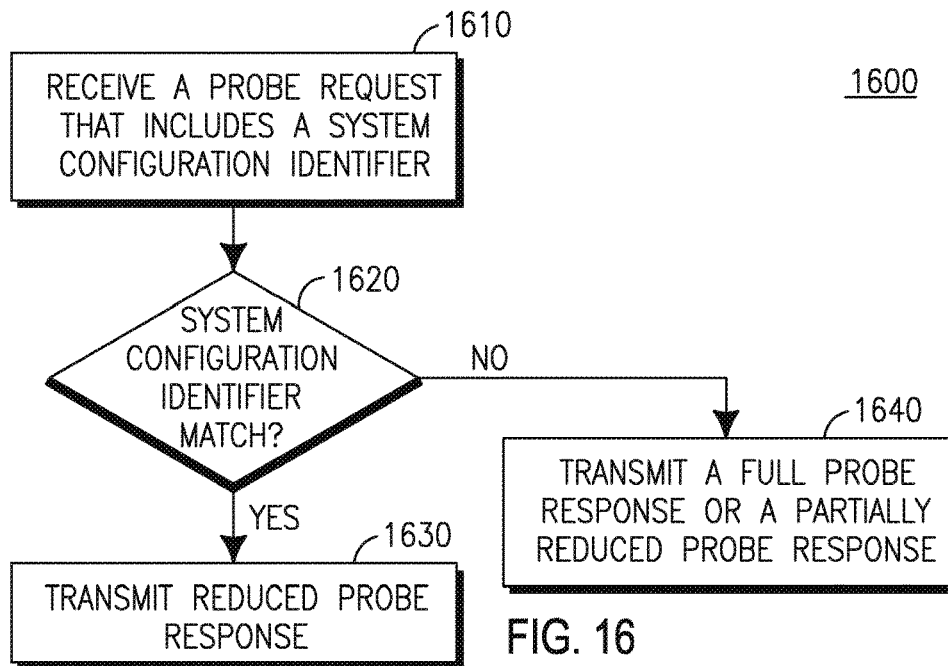 1610
RECEIVE A PROBE REQUEST
THAT INCLUDES A SYSTEM
CONFIGURATION IDENTIFIER
1600
1620
SYSTEM
CONFIGURATION
IDENTIFIER
MATCH?
NO
YES
1640
TRANSMIT A FULL PROBE
RESPONSE OR A PARTIALLY
REDUCED PROBE RESPONSE
1630
TRANSMIT REDUCED PROBE
RESPONSE
FIG. 16